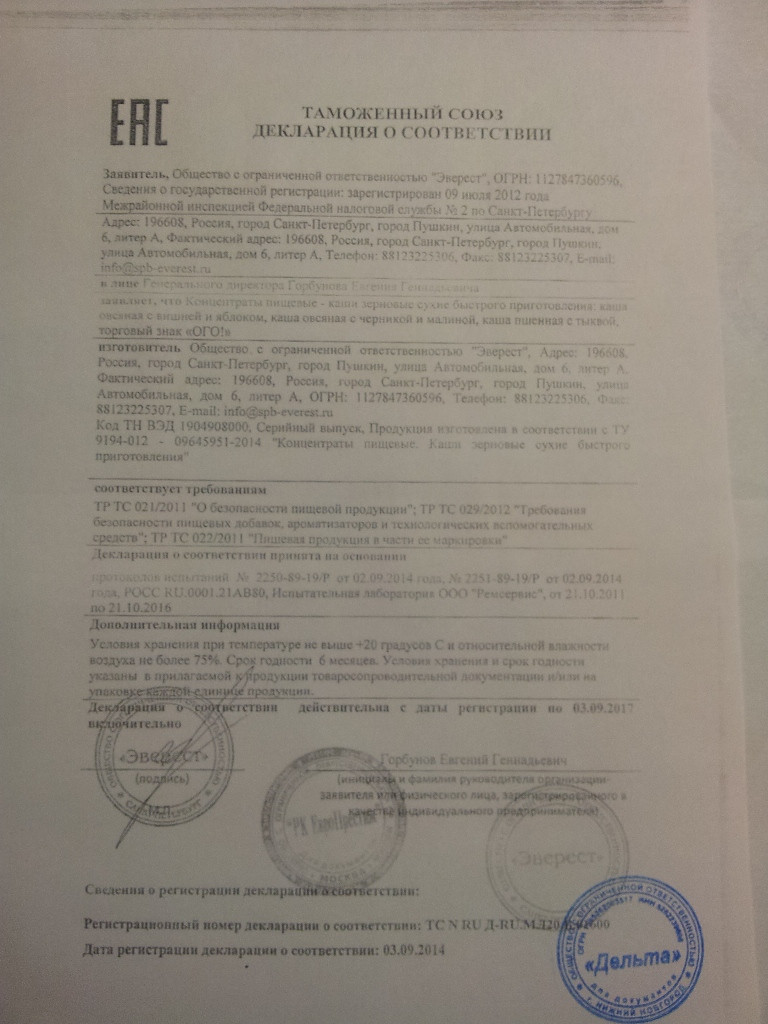 EAC
ТАМОЖЕННЫЙ СОЮЗ
ДЕКЛАРАЦИЯ О СООТВЕТСТВИИ
Заявитель, Общество с ограниченной ответственностью "Эверест", ОГРН: 1127847360596,
Сведения о государственной регистрации: зарегистрирован 09 июля 2012 года
Межрайонной инспекцией Федеральной налоговой службы № 2 по Санкт-Петербургу
Адрес: 196608, Россия, город Санкт-Петербург, город Пушкин, улица Автомобильная, дом
6, литер А, Фактический адрес: 196608, Россия, город Санкт-Петербург, город Пушкин,
улица Автомобильная, дом 6, литер А, Телефон: 88123225306, Факс: 88123225307, E-mail:
info@spb-everest.ru
в лице Генерального директора Горбунова Евгения Геннадьевича
заявляет, что Концентраты пищевые - каши зерновые сухие быстрого приготовления: каша
овсяная с вишней и яблоком, каша овсяная с черникой и малиной, каша пшенная с тыквой,
торговый знак «ОГО!»
изготовитель Общество с ограниченной ответственностью "Эверест", Адрес: 196608,
Россия, город Санкт-Петербург, город Пушкин, улица Автомобильная, дом 6, литер А,
Фактический адрес: 196608, Россия, город Санкт-Петербург, город Пушкин, улица
Автомобильная, дом 6, литер А, ОГРН: 1127847360596, Телефон: 88123225306, Факс:
88123225307, E-mail: info@spb-everest.ru
Код ТН ВЭД 1904908000, Серийный выпуск, Продукция изготовлена в соответствии с ТУ
9194-012 - 09645951-2014 "Концентраты пищевые. Каши зерновые сухие быстрого
приготовления"
соответствует требованиям
ТР ТС 021/2011 "О безопасности пищевой продукции"; ТР ТС 029/2012 "Требования
безопасности пищевых добавок, ароматизаторов и технологических вспомогательных
средств"; ТР ТС 022/2011 "Пищевая продукция в части ее маркировки"
Декларация о соответствии принята на основании
протоколов испытаний № 2250-89-19/Р от 02.09.2014 года, № 2251-89-19/Р от 02.09.2014
года, РОСС RU.0001.21АВ80, Испытательная лаборатория ООО "Ремсервис", от 21.10.2011
по 21.10.2016
Дополнительная информация
Условия хранения при температуре не выше +20 градусов С и относительной влажности
воздуха не более 75%. Срок годности 6 месяцев. Условия хранения и срок годности
указаны в прилагаемой к продукции товаросопроводительной документации и/или на
упаковке каждой единице продукции.
Декларация о соответствии действительна с даты регистрации по 03.09.2017
включительно
«Эверест»
САНКТ-ПЕТЕРБУРГ
(подпись)
М.П.
Горбунов Евгений Геннадьевич
(инициалы и фамилия руководителя организации-
заявителя или физического лица, зарегистрированного в
качестве индивидуального предпринимателя)
МОСКВА
«Эверест»
Сведения о регистрации декларации о соответствии:
Регистрационный номер декларации о соответствии: ТС N RU Д-RU.МЛ20
Дата регистрации декларации о соответствии: 03.09.2014
ОБЩЕСТВО С ОГРАНИЧЕННОЙ ОТВЕТСТВЕННОСТЬЮ
«Дельта»
для документов
г. НИЖНИЙ НОВГОРОД